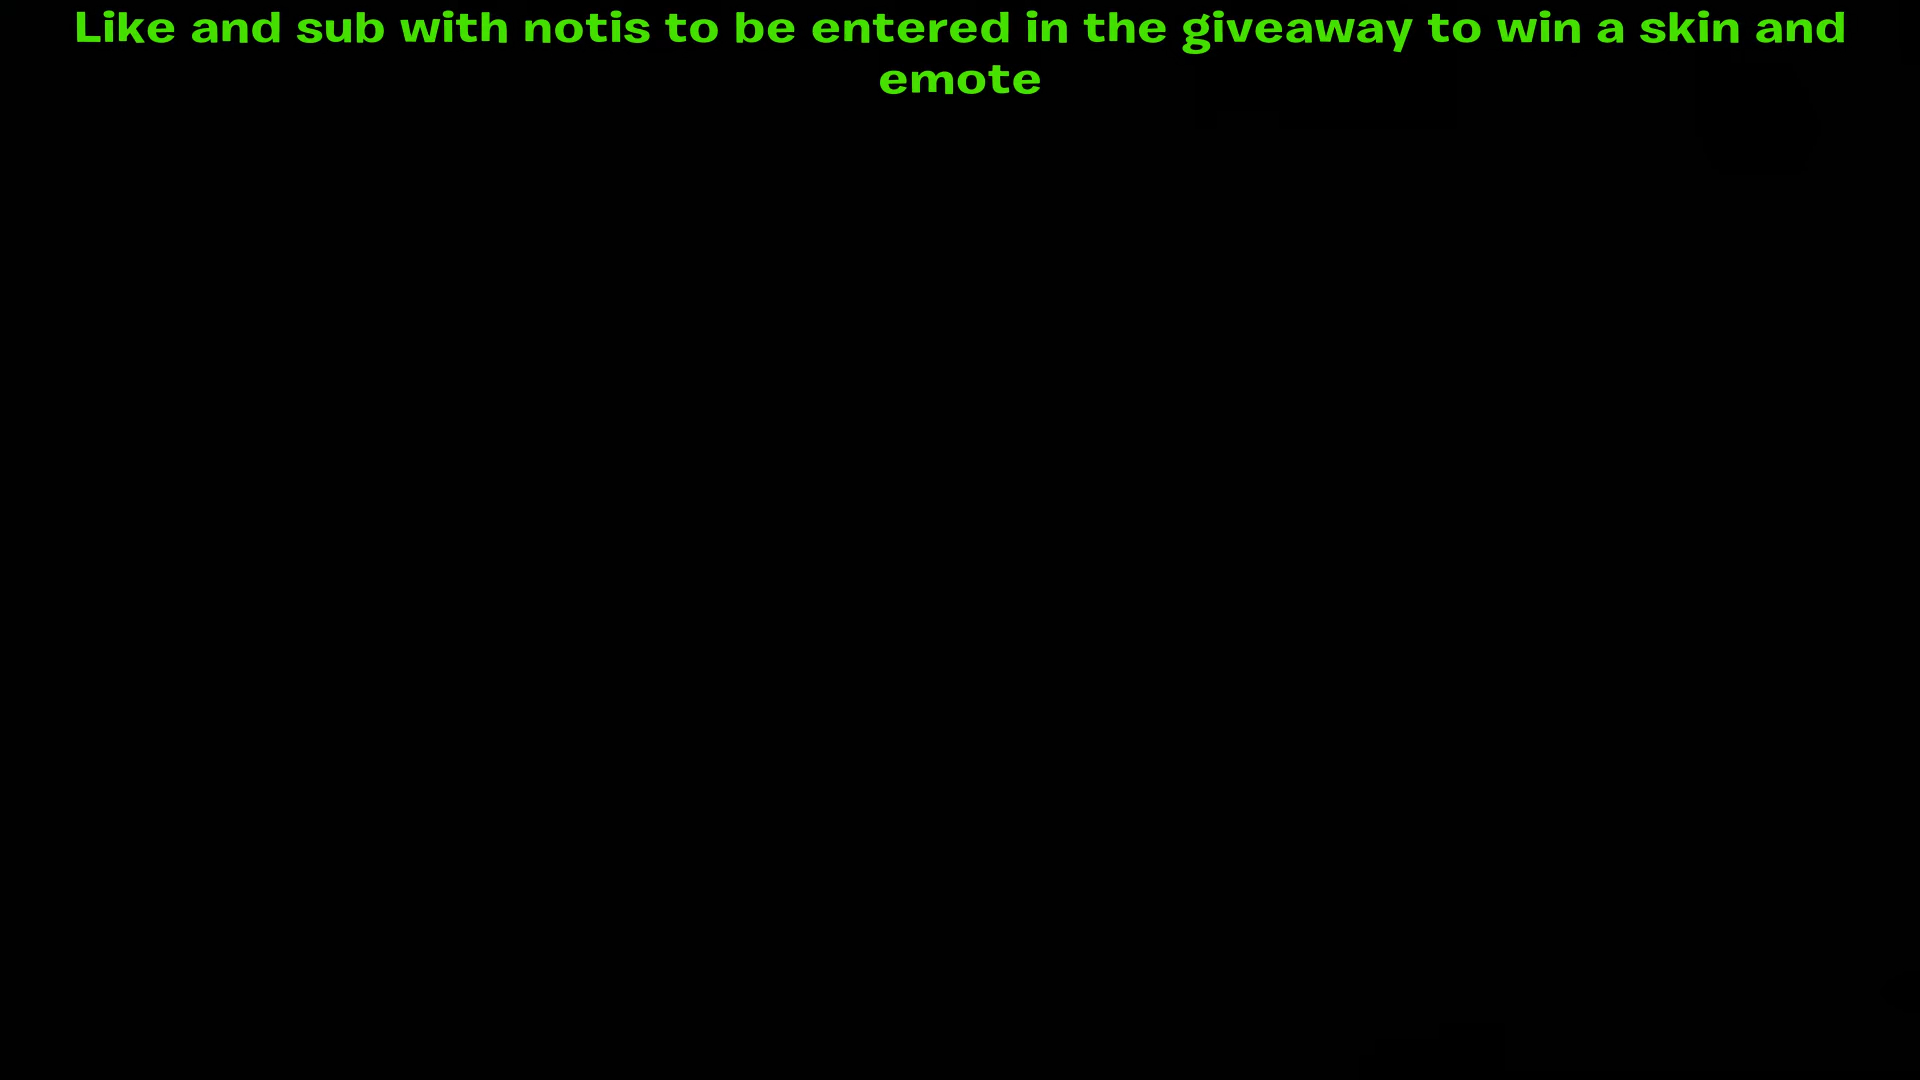 Like and sub with notis to be entered in the giveaway to win a skin and
emote